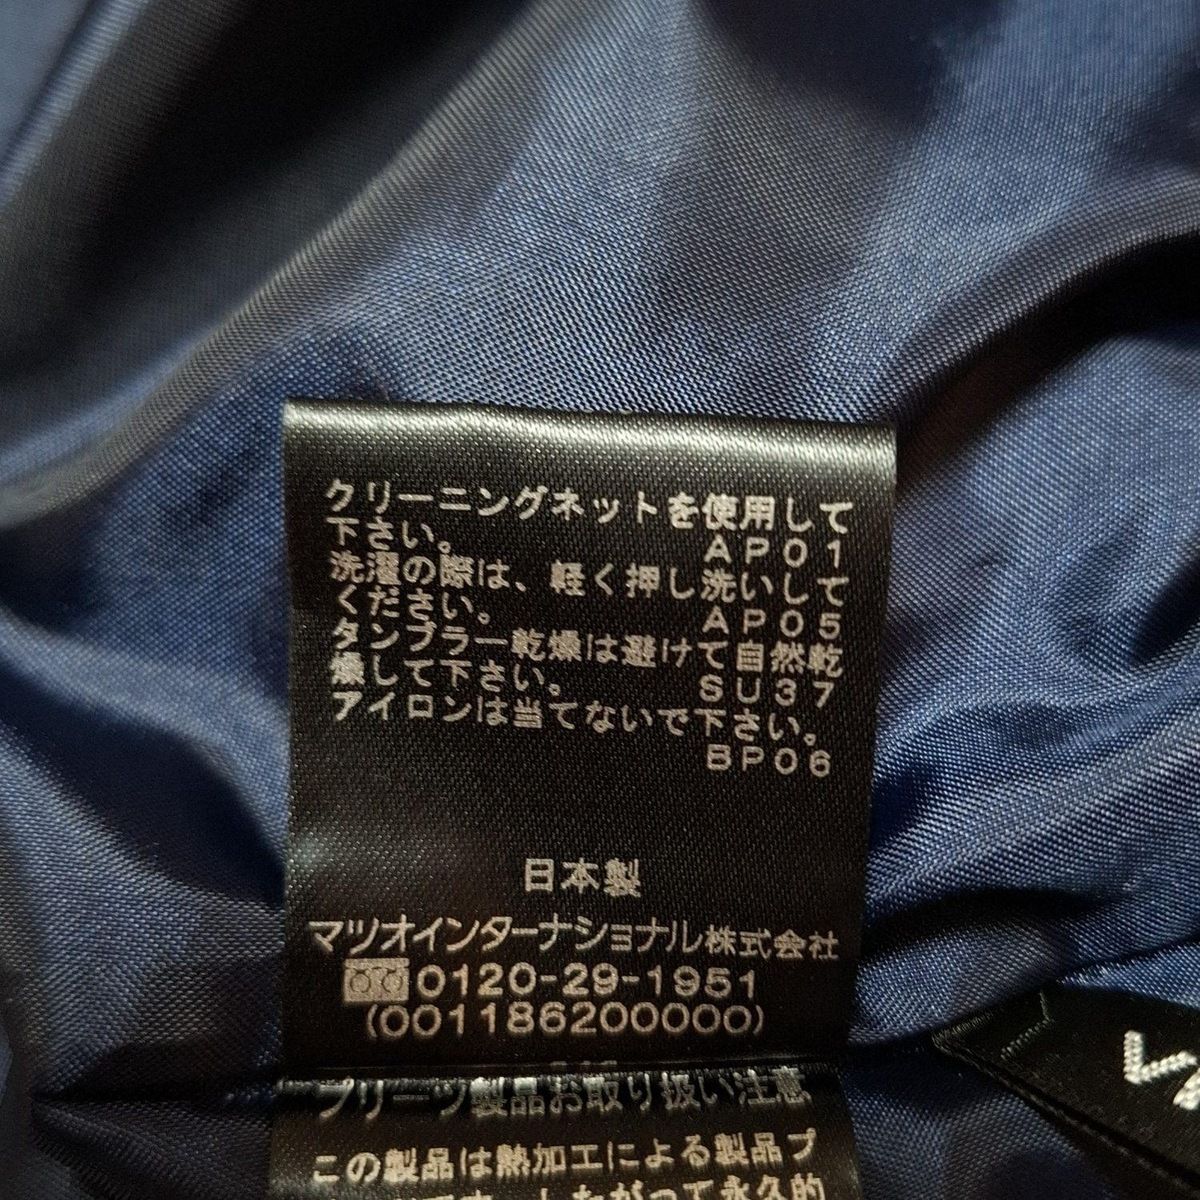 クリーニングネットを使用して
下さい。 AP01
洗濯の際は、軽く押し洗いして
ください。 AP05
タンブラー乾燥は避けて自然乾
燥して下さい。 SU37
アイロンは当てないで下さい。
BP06
日本製
マツオインターナショナル株式会社
0120-29-1951
(001186200000)
プリーツ製品お取り扱い注意
この製品は熱加工による製品プ